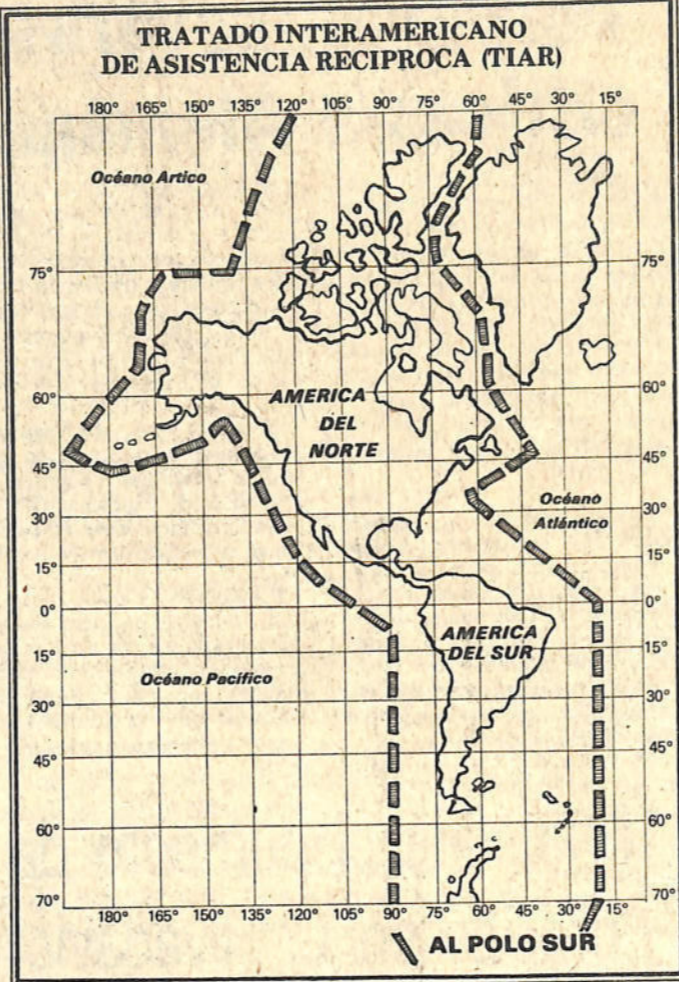 TRATADO INTERAMERICANO
DE ASISTENCIA RECIPROCA (TIAR)
180° 165° 150° 135° 120° 105° 90° 75° 60° 45° 30° 15°
Océano Artico
75° 75°
60° 60°
AMERICA
DEL
NORTE
45° 45°
Océano
Atlántico
30° 30°
15° 15°
0° 0°
AMERICA
DEL SUR
15° 15°
Océano Pacífico
30° 30°
45° 45°
60° 60°
70° 70°
180° 165° 150° 135° 120° 105° 90° 75° 60° 45° 30° 15°
AL POLO SUR